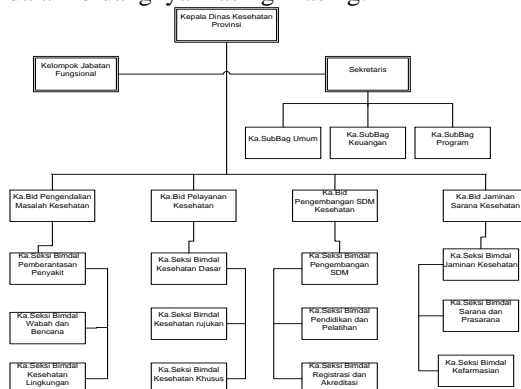 Kepala Dinas Kesehatan
Provinsi
Kelompok Jabatan
Fungsional
Sekretaris
Ka.SubBag Umum
Ka.SubBag
Keuangan
Ka.SubBag
Program
Ka.Bid Pengendalian
Masalah Kesehatan
Ka.Bid Pelayanan
Kesehatan
Ka.Bid
Pengembangan SDM
Kesehatan
Ka.Bid Jaminan
Sarana Kesehatan
Ka.Seksi Bimdal
Pemberantasan
Penyakit
Ka.Seksi Bimdal
Kesehatan Dasar
Ka.Seksi Bimdal
Pengembangan
SDM
Ka.Seksi Bimdal
Jaminan Kesehatan
Ka.Seksi Bimdal
Wabah dan
Bencana
Ka.Seksi Bimdal
Kesehatan rujukan
Ka.Seksi Bimdal
Pendidikan dan
Pelatihan
Ka.Seksi Bimdal
Sarana dan
Prasarana
Ka.Seksi Bimdal
Kesehatan
Lingkungan
Ka.Seksi Bimdal
Kesehatan Khusus
Ka.Seksi Bimdal
Registrasi dan
Akreditasi
Ka.Seksi Bimdal
Kefarmasian